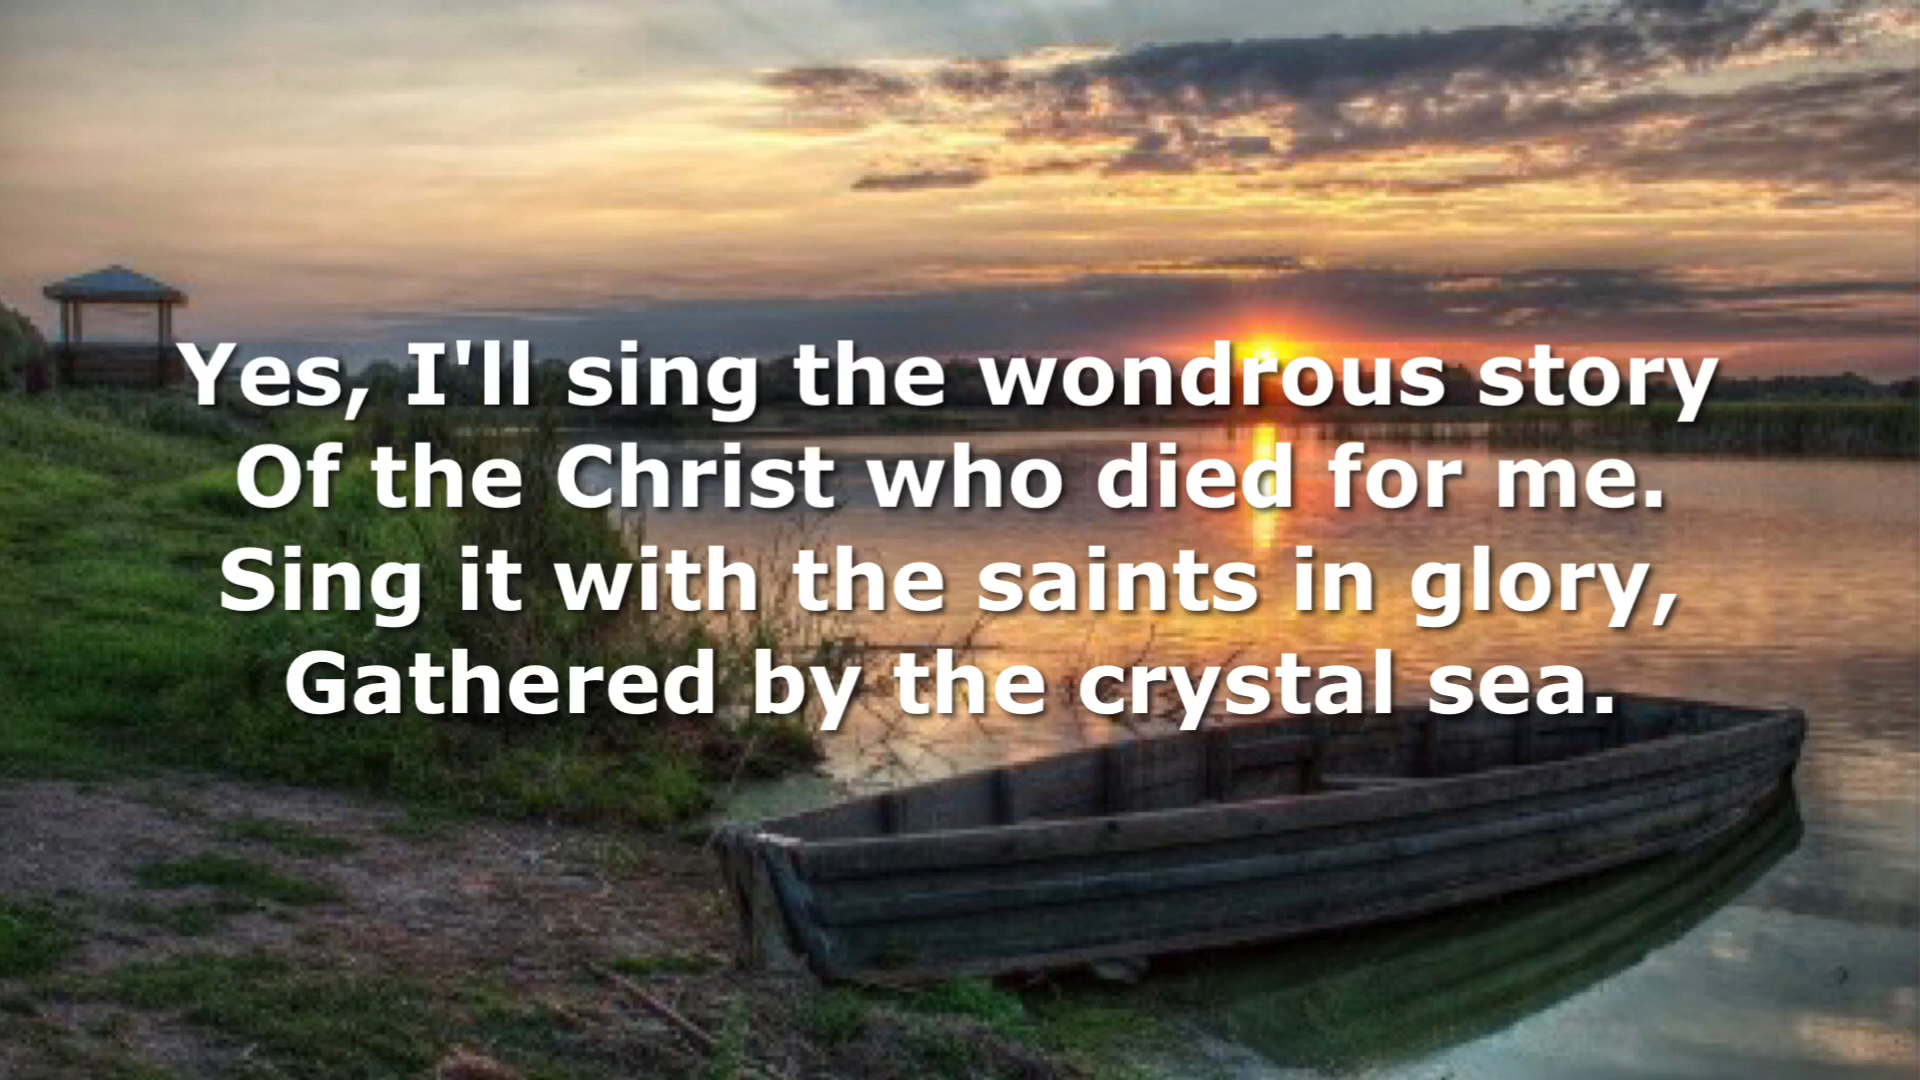 Yes, I'll sing the wondrous story
Of the Christ who died for me.
Sing it with the saints in glory,
Gathered by the crystal sea.